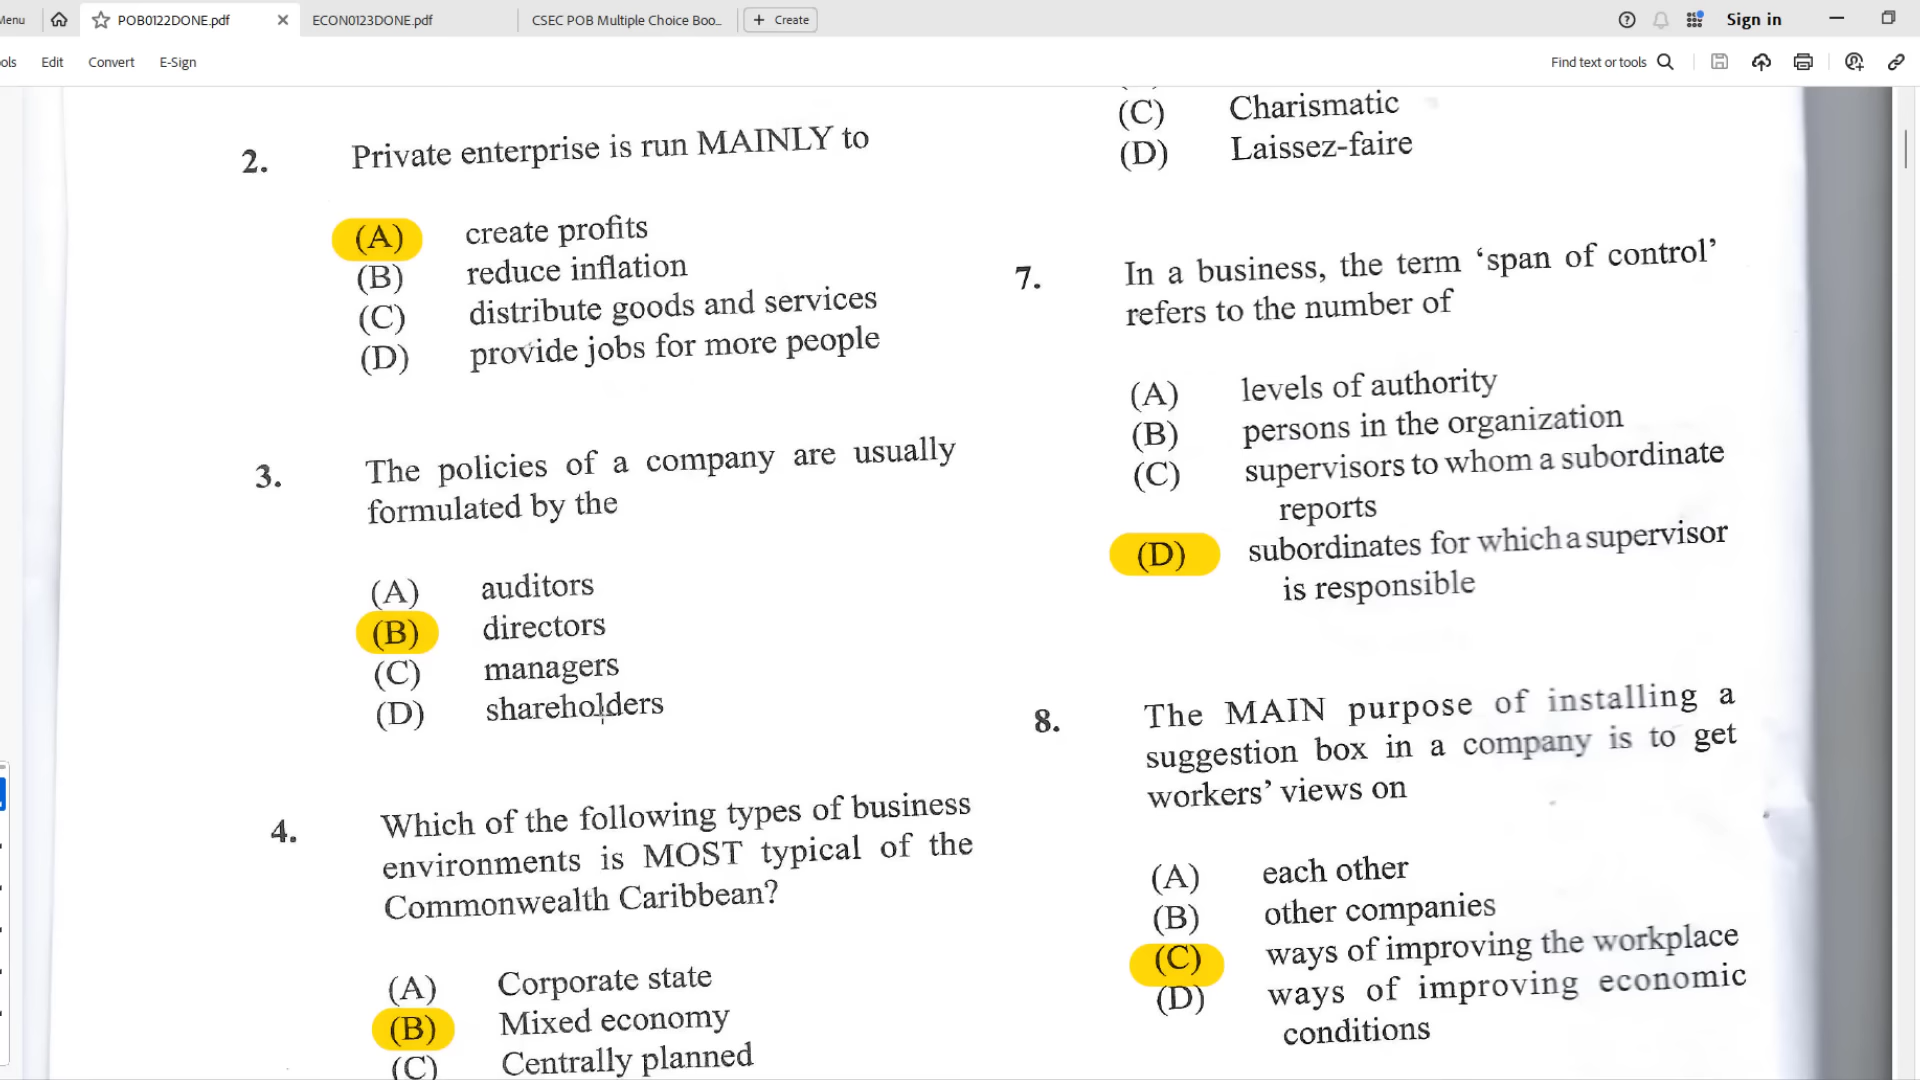 Menu
POB0122DONE.pdf
ECON0123DONE.pdf
CSEC POB Multiple Choice Boo...
+ Create
Sign in
Edit Convert E-Sign
Find text or tools
2. Private enterprise is run MAINLY to
(A) create profits
(B) reduce inflation
(C) distribute goods and services
(D) provide jobs for more people
3. The policies of a company are usually
formulated by the
(A) auditors
(B) directors
(C) managers
(D) shareholders
4. Which of the following types of business
environments is MOST typical of the
Commonwealth Caribbean?
(A) Corporate state
(B) Mixed economy
(C) Centrally planned
(C) Charismatic
(D) Laissez-faire
7. In a business, the term ‘span of control’
refers to the number of
(A) levels of authority
(B) persons in the organization
(C) supervisors to whom a subordinate
reports
(D) subordinates for which a supervisor
is responsible
8. The MAIN purpose of installing a
suggestion box in a company is to get
workers’ views on
(A) each other
(B) other companies
(C) ways of improving the workplace
(D) ways of improving economic
conditions